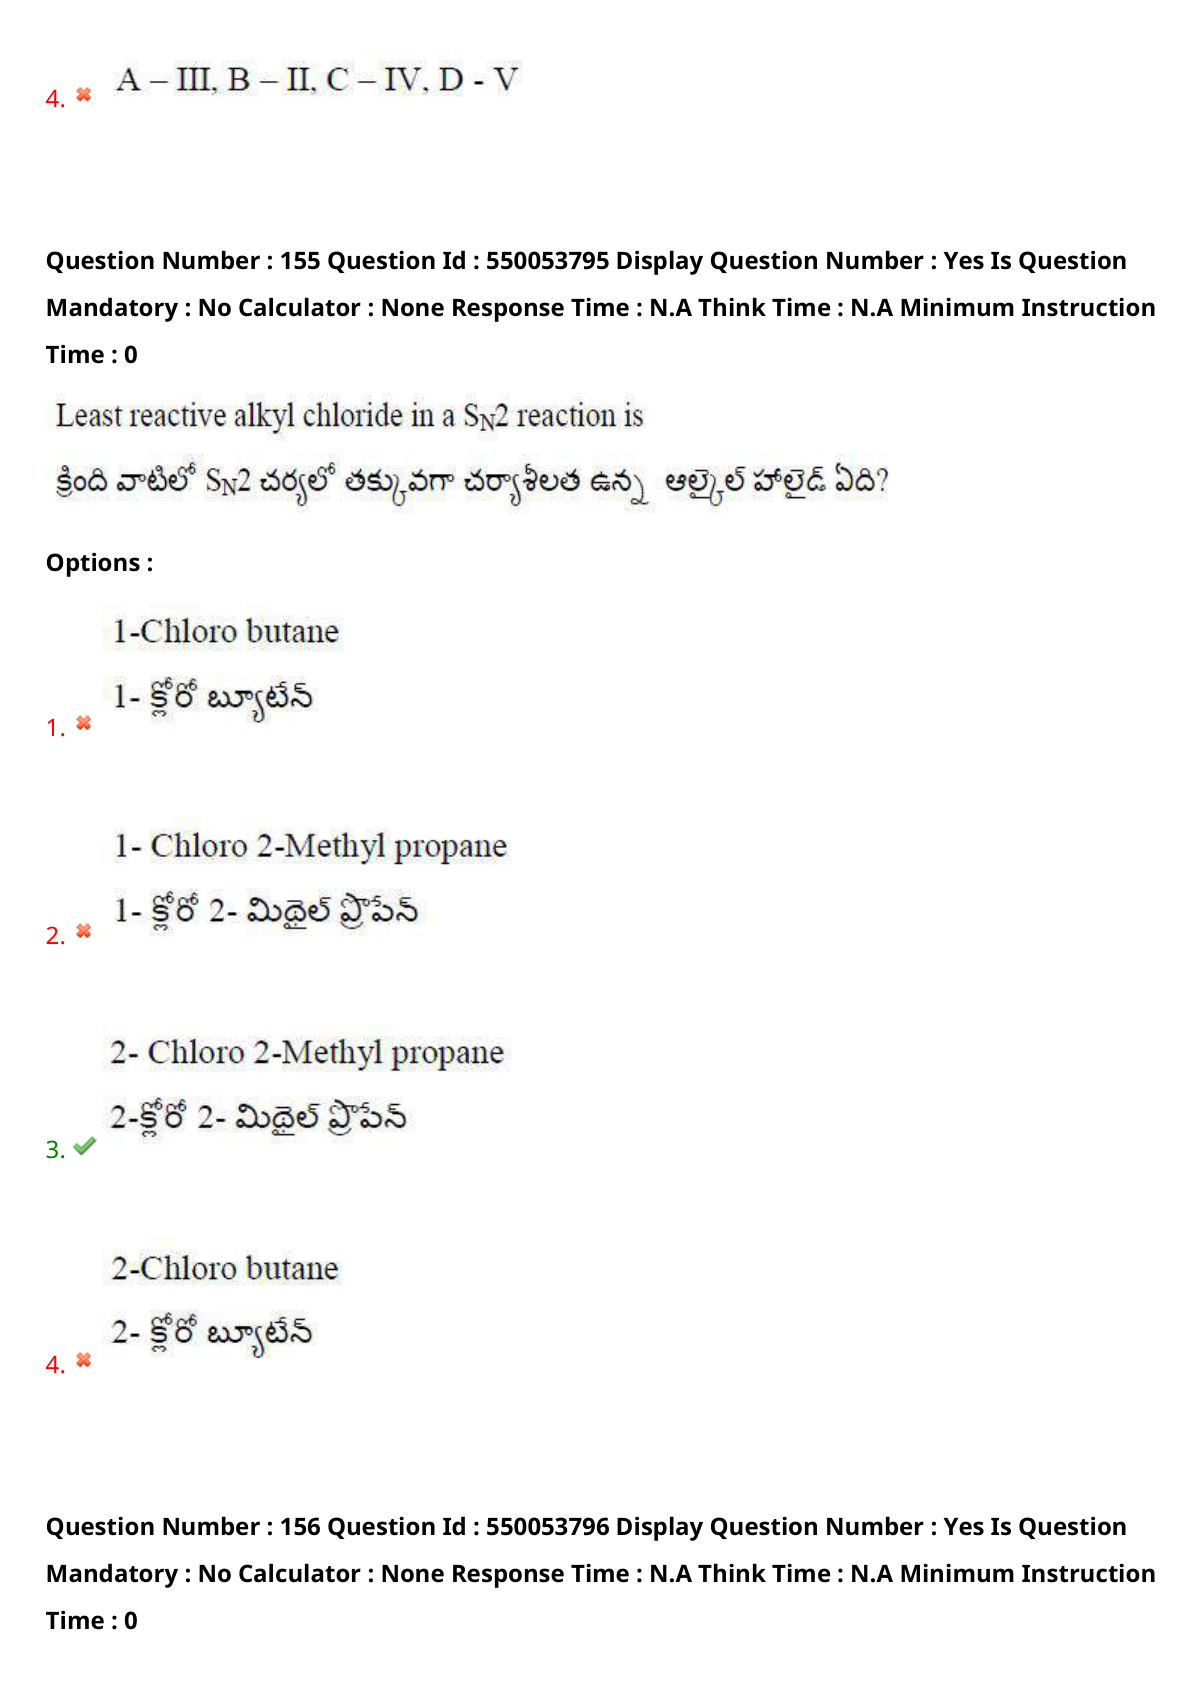 4. A – III, B – II, C – IV, D - V
Question Number : 155 Question Id : 550053795 Display Question Number : Yes Is Question
Mandatory : No Calculator : None Response Time : N.A Think Time : N.A Minimum Instruction
Time : 0
Least reactive alkyl chloride in a SN2 reaction is
క్రింది వాటిలో SN2 చర్యలో తక్కువగా చర్యాశీలత ఉన్న ఆల్కైల్ హాలైడ్ ఏది?
Options :
1-Chloro butane
1- క్లోరో బ్యూటేన్
1.
1- Chloro 2-Methyl propane
1- క్లోరో 2- మిథైల్ ప్రొపేన్
2.
2- Chloro 2-Methyl propane
2-క్లోరో 2- మిథైల్ ప్రొపేన్
3.
2-Chloro butane
2- క్లోరో బ్యూటేన్
4.
Question Number : 156 Question Id : 550053796 Display Question Number : Yes Is Question
Mandatory : No Calculator : None Response Time : N.A Think Time : N.A Minimum Instruction
Time : 0